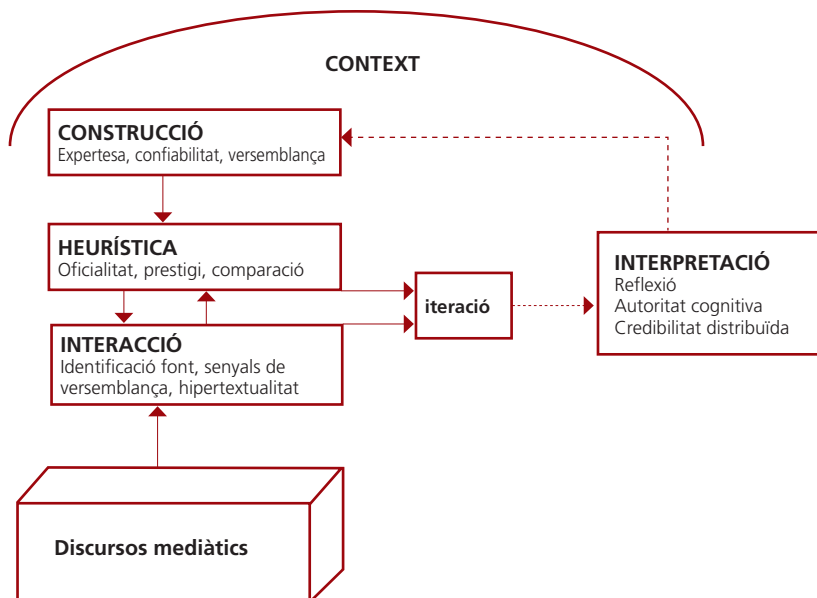 CONTEXT
CONSTRUCCIÓ
Expertesa, confiabilitat, versemblança
HEURÍSTICA
Oficialitat, prestigi, comparació
iteració
INTERPRETACIÓ
Reflexió
Autoritat cognitiva
Credibilitat distribuïda
INTERACCIÓ
Identificació font, senyals de
versemblança, hipertextualitat
Discursos mediàtics